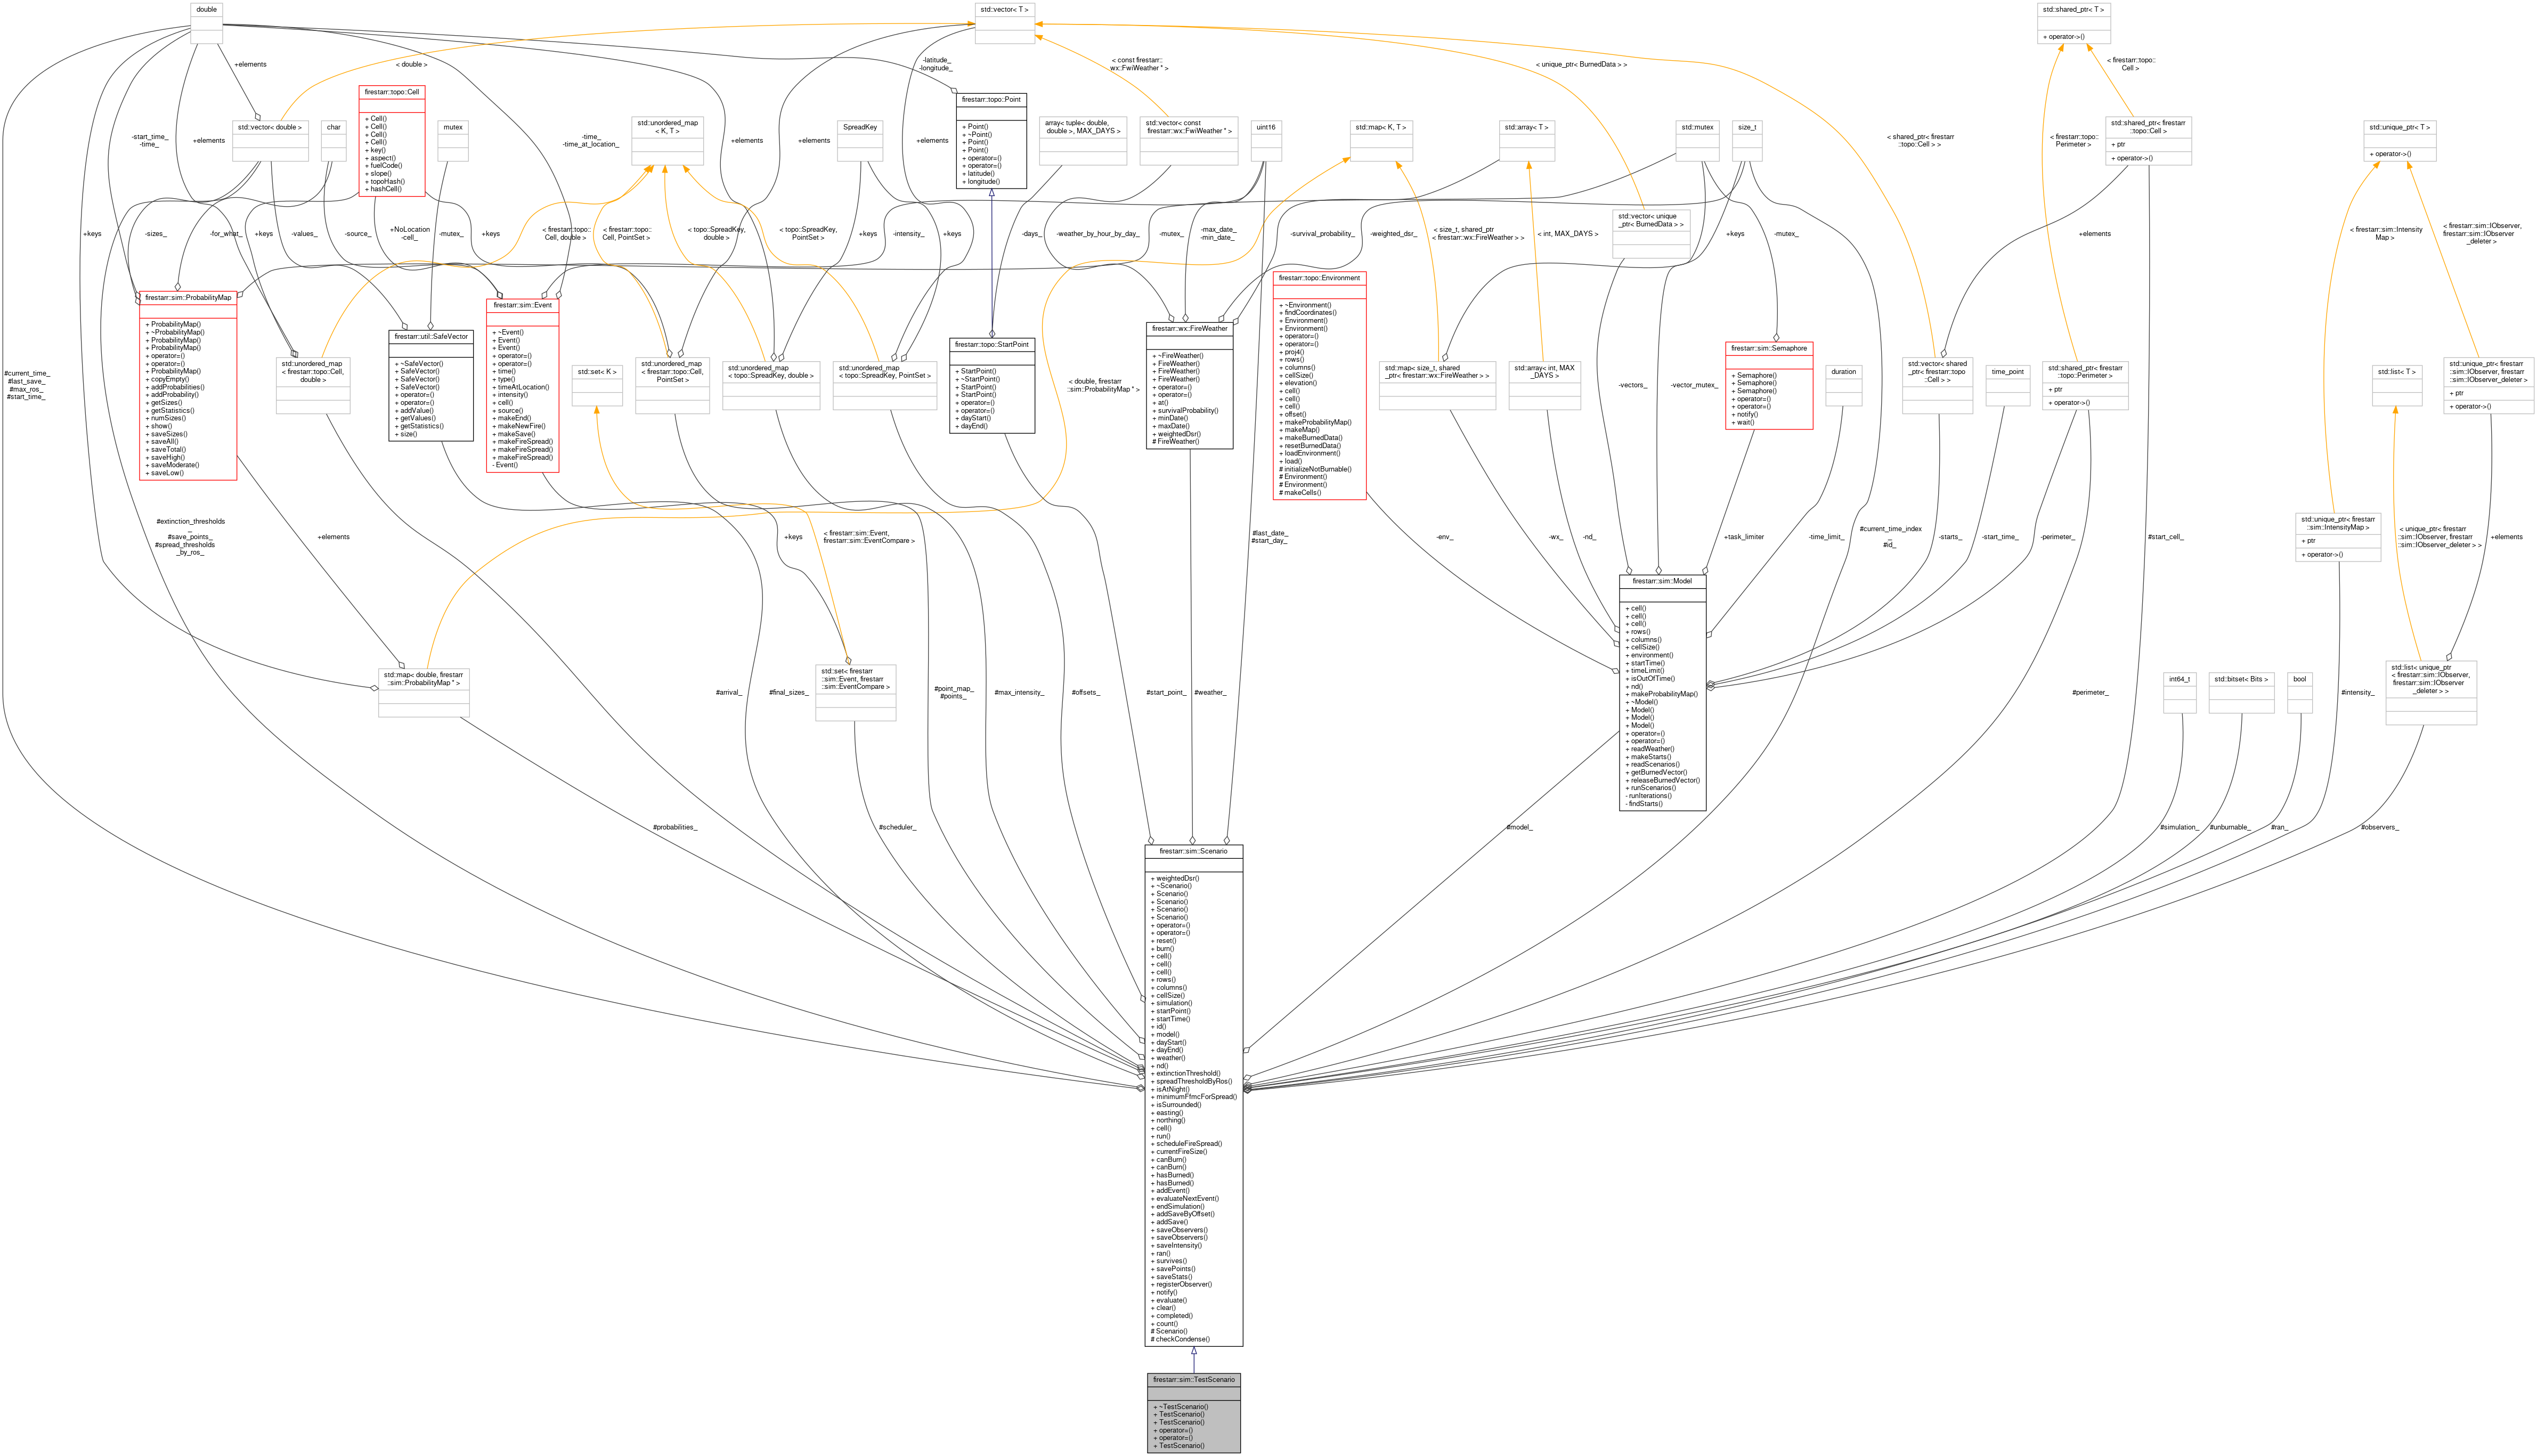 double
std::vector< T >
std::shared_ptr< T >
+ operator->()
+elements
< double >
-latitude_
-longitude_
< const firestarr::
wx::FwiWeather * >
< unique_ptr< BurnedData > >
< firestarr::topo::
Cell >
firestarr::topo::Cell
+ Cell()
+ Cell()
+ Cell()
+ Cell()
+ key()
+ aspect()
+ fuelCode()
+ slope()
+ topoHash()
+ hashCell()
firestarr::topo::Point
+ Point()
+ ~Point()
+ Point()
+ Point()
+ operator=()
+ operator=()
+ latitude()
+ longitude()
std::vector< double >
char
mutex
std::unordered_map
< K, T >
SpreadKey
array< tuple< double,
double >, MAX_DAYS >
std::vector< const
firestarr::wx::FwiWeather * >
uint16
std::map< K, T >
std::array< T >
std::mutex
size_t
std::shared_ptr< firestarr
::topo::Cell >
+ ptr
+ operator->()
std::unique_ptr< T >
+ operator->()
-start_time_
-time_
+elements
-time_
-time_at_location_
+elements
+elements
+elements
< shared_ptr< firestarr
::topo::Cell > >
< firestarr::topo::
Perimeter >
+keys
-sizes_
-for_what_
+keys
-values_
-source_
+NoLocation
-cell_
-mutex_
+keys
< firestarr::topo::
Cell, double >
< firestarr::topo::
Cell, PointSet >
< topo::SpreadKey,
double >
< topo::SpreadKey,
PointSet >
+keys
-intensity_
+keys
-days_
-weather_by_hour_by_day_
-mutex_
-max_date_
-min_date_
-survival_probability_
-weighted_dsr_
< size_t, shared_ptr
< firestarr::wx::FireWeather > >
< int, MAX_DAYS >
std::vector< unique
_ptr< BurnedData > >
+keys
-mutex_
+elements
< firestarr::sim::Intensity
Map >
< firestarr::sim::IObserver,
firestarr::sim::IObserver
_deleter >
firestarr::sim::ProbabilityMap
+ ProbabilityMap()
+ ~ProbabilityMap()
+ ProbabilityMap()
+ ProbabilityMap()
+ operator=()
+ operator=()
+ ProbabilityMap()
+ copyEmpty()
+ addProbabilities()
+ addProbability()
+ getSizes()
+ getStatistics()
+ numSizes()
+ show()
+ saveSizes()
+ saveAll()
+ saveTotal()
+ saveHigh()
+ saveModerate()
+ saveLow()
std::unordered_map
< firestarr::topo::Cell,
double >
firestarr::util::SafeVector
+ ~SafeVector()
+ SafeVector()
+ SafeVector()
+ SafeVector()
+ operator=()
+ operator=()
+ addValue()
+ getValues()
+ getStatistics()
+ size()
firestarr::sim::Event
+ ~Event()
+ Event()
+ Event()
+ operator=()
+ operator=()
+ time()
+ type()
+ timeAtLocation()
+ intensity()
+ cell()
+ source()
+ makeEnd()
+ makeNewFire()
+ makeSave()
+ makeFireSpread()
+ makeFireSpread()
+ makeFireSpread()
- Event()
std::set< K >
std::unordered_map
< firestarr::topo::Cell,
PointSet >
std::unordered_map
< topo::SpreadKey, double >
std::unordered_map
< topo::SpreadKey, PointSet >
firestarr::topo::StartPoint
+ StartPoint()
+ ~StartPoint()
+ StartPoint()
+ StartPoint()
+ operator=()
+ operator=()
+ dayStart()
+ dayEnd()
< double, firestarr
::sim::ProbabilityMap * >
firestarr::wx::FireWeather
+ ~FireWeather()
+ FireWeather()
+ FireWeather()
+ FireWeather()
+ operator=()
+ operator=()
+ at()
+ survivalProbability()
+ minDate()
+ maxDate()
+ weightedDsr()
# FireWeather()
firestarr::topo::Environment
+ ~Environment()
+ findCoordinates()
+ Environment()
+ Environment()
+ operator=()
+ operator=()
+ proj4()
+ rows()
+ columns()
+ cellSize()
+ elevation()
+ cell()
+ cell()
+ cell()
+ offset()
+ makeProbabilityMap()
+ makeMap()
+ makeBurnedData()
+ resetBurnedData()
+ loadEnvironment()
+ load()
# initializeNotBurnable()
# Environment()
# Environment()
# makeCells()
std::map< size_t, shared
_ptr< firestarr::wx::FireWeather > >
std::array< int, MAX
_DAYS >
-vectors_
-vector_mutex_
firestarr::sim::Semaphore
+ Semaphore()
+ Semaphore()
+ Semaphore()
+ operator=()
+ operator=()
+ notify()
+ wait()
duration
std::vector< shared
_ptr< firestarr::topo
::Cell > >
time_point
std::shared_ptr< firestarr
::topo::Perimeter >
+ ptr
+ operator->()
std::list< T >
std::unique_ptr< firestarr
::sim::IObserver, firestarr
::sim::IObserver_deleter >
+ ptr
+ operator->()
#current_time_
#last_save_
#max_ros_
#start_time_
#extinction_thresholds
_
#save_points_
#spread_thresholds
_by_ros_
+elements
+keys
< firestarr::sim::Event,
firestarr::sim::EventCompare >
#last_date_
#start_day_
-env_
-wx_
-nd_
+task_limiter
-time_limit_
#current_time_index
_
#id_
-starts_
-start_time_
-perimeter_
#start_cell_
std::unique_ptr< firestarr
::sim::IntensityMap >
+ ptr
+ operator->()
< unique_ptr< firestarr
::sim::IObserver, firestarr
::sim::IObserver_deleter > >
+elements
firestarr::sim::Model
+ cell()
+ cell()
+ cell()
+ rows()
+ columns()
+ cellSize()
+ environment()
+ startTime()
+ timeLimit()
+ isOutOfTime()
+ nd()
+ makeProbabilityMap()
+ ~Model()
+ Model()
+ Model()
+ Model()
+ operator=()
+ operator=()
+ readWeather()
+ makeStarts()
+ readScenarios()
+ getBurnedVector()
+ releaseBurnedVector()
+ runScenarios()
- runIterations()
- findStarts()
std::map< double, firestarr
::sim::ProbabilityMap * >
#arrival_
#final_sizes_
std::set< firestarr
::sim::Event, firestarr
::sim::EventCompare >
#point_map_
#points_
#max_intensity_
#offsets_
#start_point_
#weather_
#perimeter_
int64_t
std::bitset< Bits >
bool
#intensity_
std::list< unique_ptr
< firestarr::sim::IObserver,
firestarr::sim::IObserver
_deleter > >
#probabilities_
#scheduler_
#model_
#simulation_
#unburnable_
#ran_
#observers_
firestarr::sim::Scenario
+ weightedDsr()
+ ~Scenario()
+ Scenario()
+ Scenario()
+ Scenario()
+ Scenario()
+ operator=()
+ operator=()
+ reset()
+ burn()
+ cell()
+ cell()
+ cell()
+ rows()
+ columns()
+ cellSize()
+ simulation()
+ startPoint()
+ startTime()
+ id()
+ model()
+ dayStart()
+ dayEnd()
+ weather()
+ nd()
+ extinctionThreshold()
+ spreadThresholdByRos()
+ isAtNight()
+ minimumFfmcForSpread()
+ isSurrounded()
+ easting()
+ northing()
+ cell()
+ run()
+ scheduleFireSpread()
+ currentFireSize()
+ canBurn()
+ canBurn()
+ hasBurned()
+ hasBurned()
+ addEvent()
+ evaluateNextEvent()
+ endSimulation()
+ addSaveByOffset()
+ addSave()
+ saveObservers()
+ saveObservers()
+ saveIntensity()
+ ran()
+ survives()
+ savePoints()
+ saveStats()
+ registerObserver()
+ notify()
+ evaluate()
+ clear()
+ completed()
+ count()
# Scenario()
# checkCondense()
firestarr::sim::TestScenario
+ ~TestScenario()
+ TestScenario()
+ TestScenario()
+ operator=()
+ operator=()
+ TestScenario()